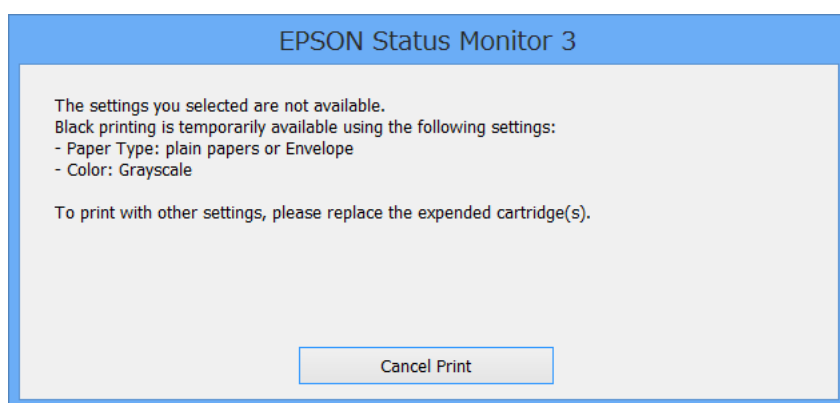 EPSON Status Monitor 3
The settings you selected are not available.
Black printing is temporarily available using the following settings:
- Paper Type: plain papers or Envelope
- Color: Grayscale
To print with other settings, please replace the expended cartridge(s).
Cancel Print